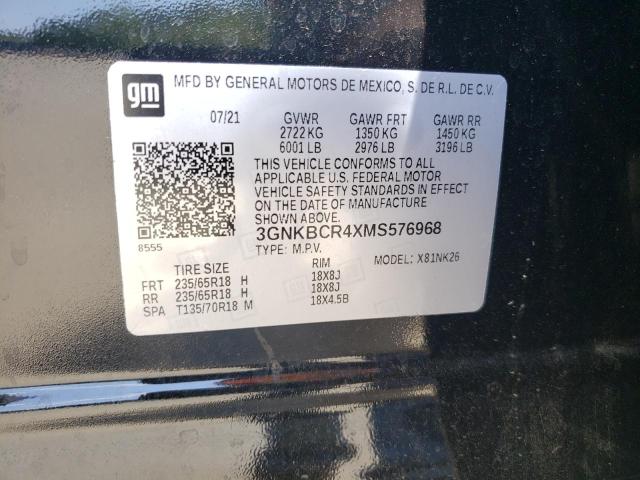 gm
MFD BY GENERAL MOTORS DE MEXICO, S. DE R.L. DE C.V.
07/21 GVWR GAWR FRT GAWR RR
2722 KG 1350 KG 1450 KG
6001 LB 2976 LB 3196 LB
THIS VEHICLE CONFORMS TO ALL
APPLICABLE U.S. FEDERAL MOTOR
VEHICLE SAFETY STANDARDS IN EFFECT
ON THE DATE OF MANUFACTURE
SHOWN ABOVE.
3GNKBCR4XMS576968
8555
TYPE: M.P.V. MODEL: X81NK26
TIRE SIZE RIM
FRT 235/65R18 H 18X8J
RR 235/65R18 H 18X8J
SPA T135/70R18 M 18X4.5B